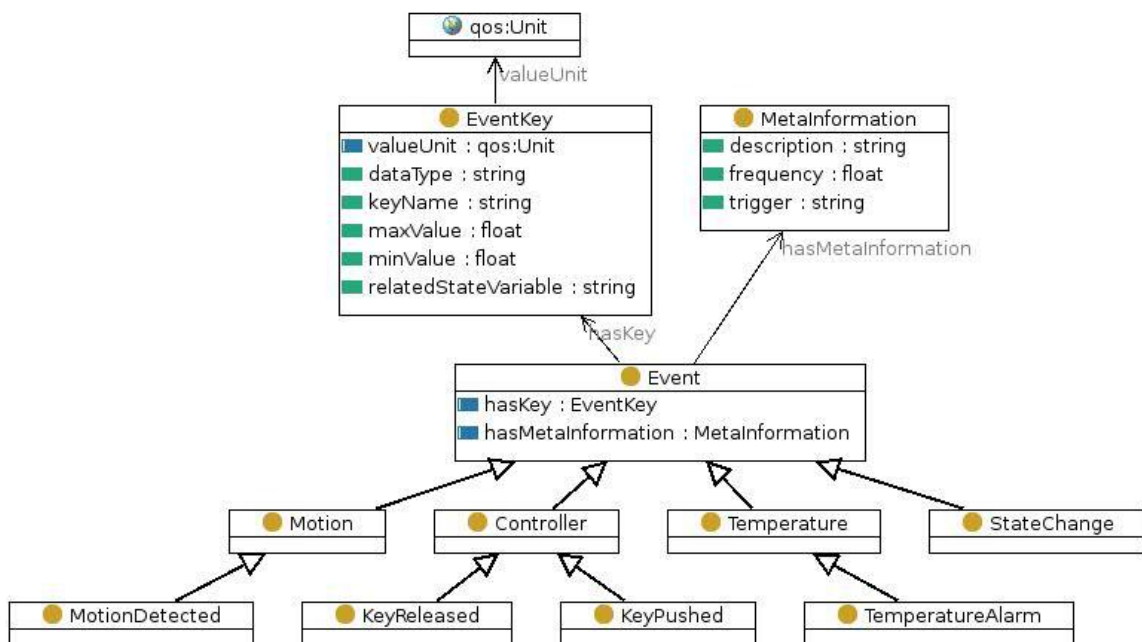 qos:Unit
valueUnit
EventKey
valueUnit : qos:Unit
dataType : string
keyName : string
maxValue : float
minValue : float
relatedStateVariable : string
MetaInformation
description : string
frequency : float
trigger : string
hasMetaInformation
hasKey
Event
hasKey : EventKey
hasMetaInformation : MetaInformation
Motion
Controller
Temperature
StateChange
MotionDetected
KeyReleased
KeyPushed
TemperatureAlarm